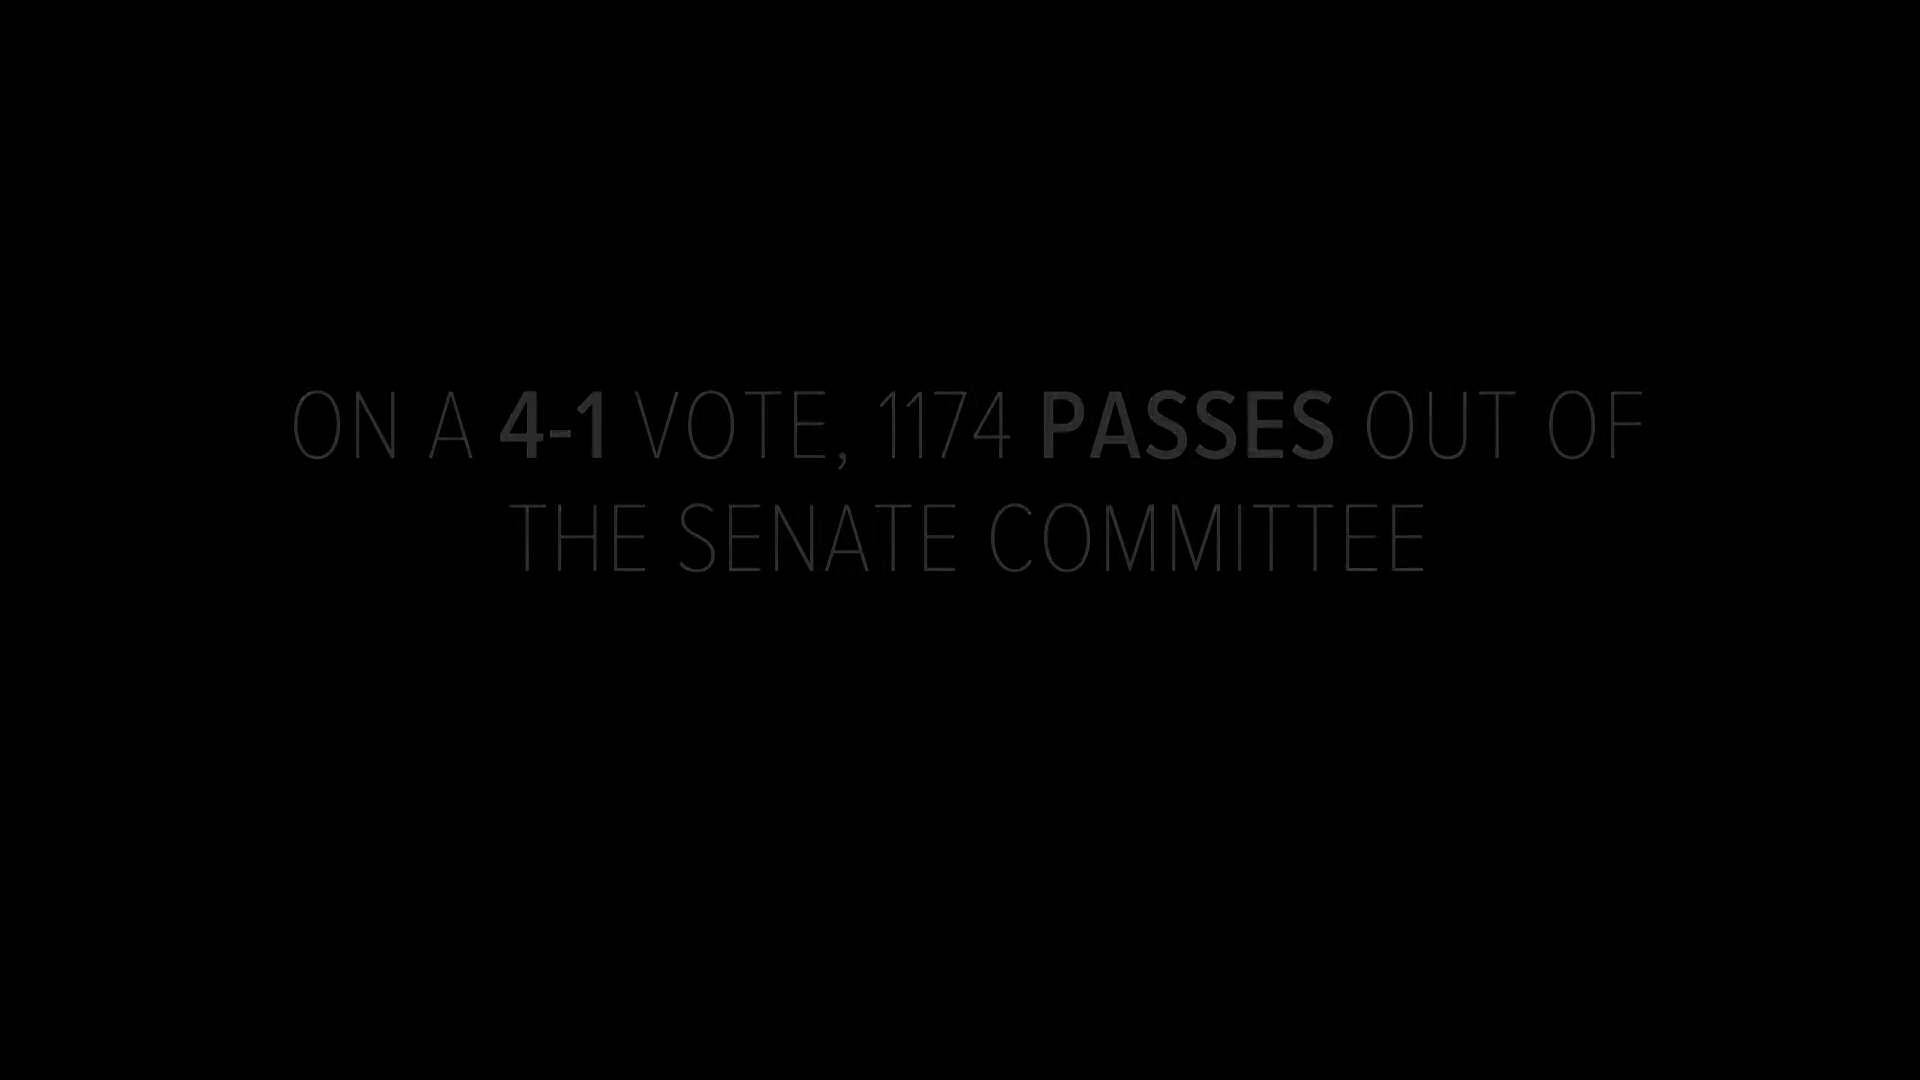 ON A 4-1 VOTE, 1174 PASSES OUT OF
THE SENATE COMMITTEE